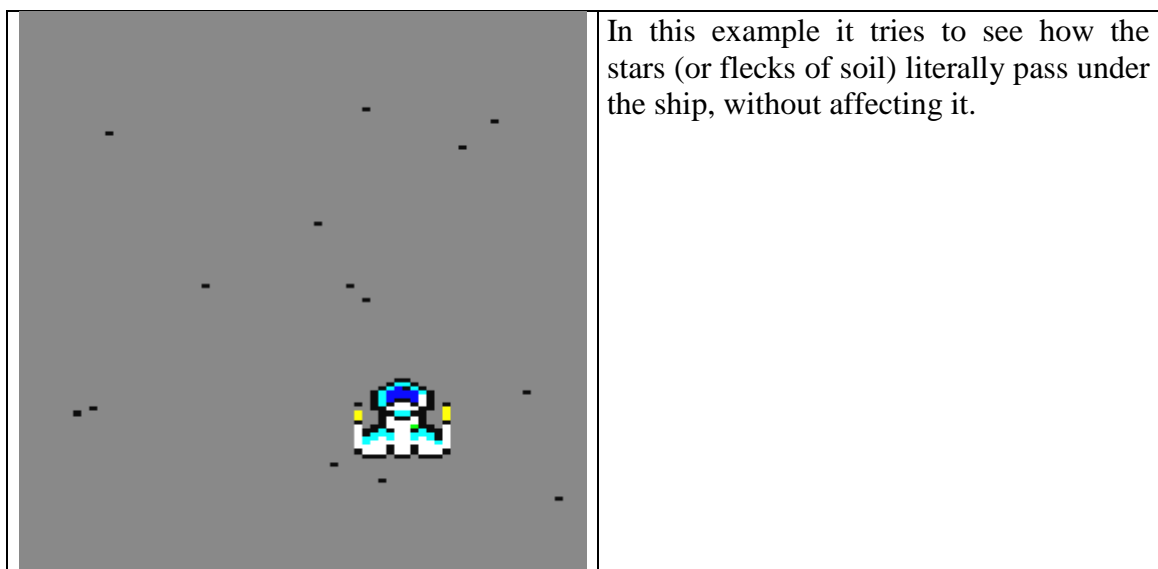 In this example it tries to see how the
stars (or flecks of soil) literally pass under
the ship, without affecting it.